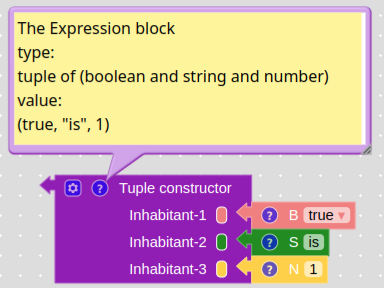 The Expression block
type:
tuple of (boolean and string and number)
value:
(true, "is", 1)
? Tuple constructor
Inhabitant-1 ? B true ▾
Inhabitant-2 ? S is
Inhabitant-3 ? N 1